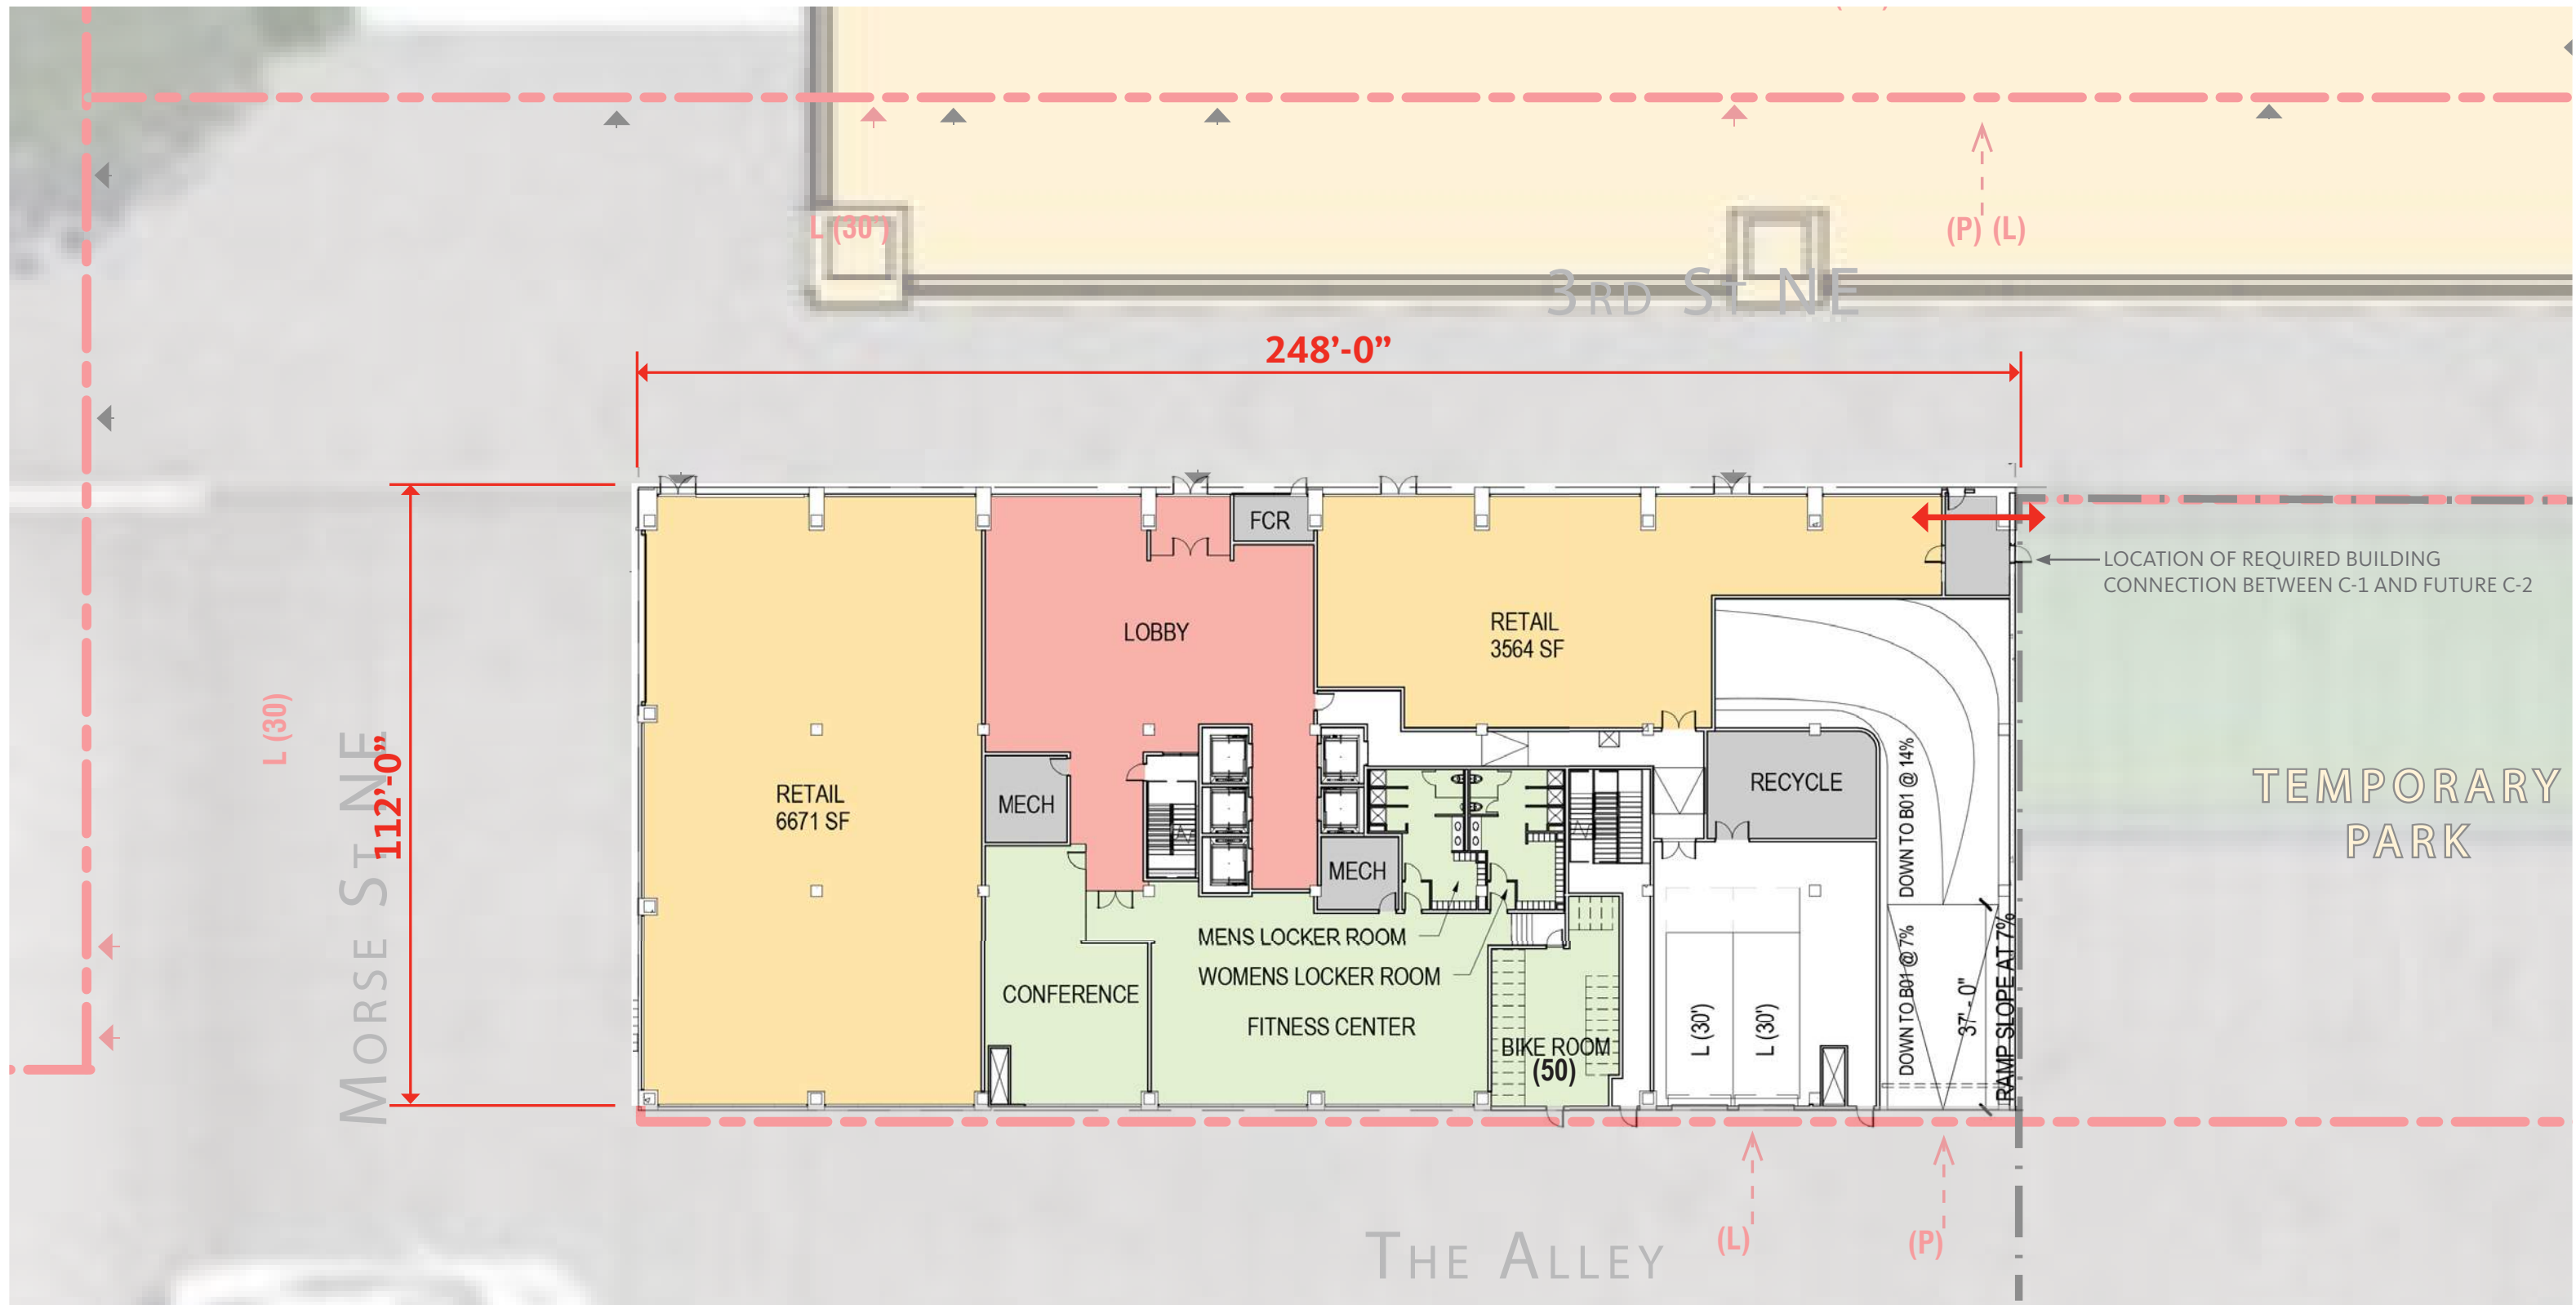 L (30')
(P) (L)
3RD ST NE
248'-0"
FCR
LOCATION OF REQUIRED BUILDING
CONNECTION BETWEEN C-1 AND FUTURE C-2
LOBBY
RETAIL
3564 SF
L (30)
MORSE ST NE
112'-0"
RETAIL
6671 SF
MECH
RECYCLE
DOWN TO B01 @ 14%
TEMPORARY
PARK
MECH
MENS LOCKER ROOM
WOMENS LOCKER ROOM
CONFERENCE
FITNESS CENTER
BIKE ROOM
(50)
L (30')
L (30')
DOWN TO B01 @ 7%
37' - 0"
RAMP SLOPE AT 7%
THE ALLEY
(L)
(P)